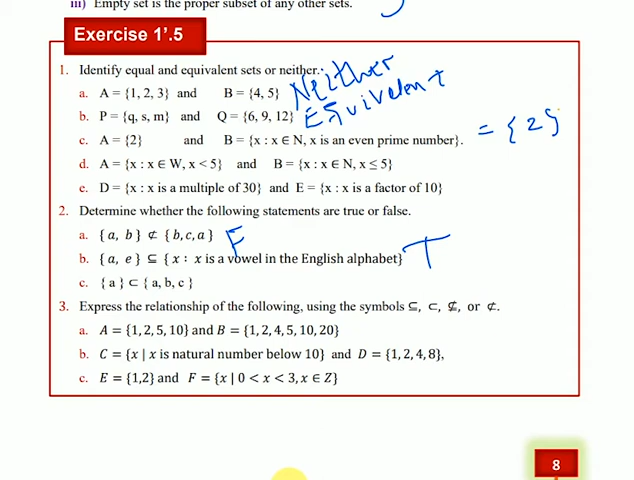 iii) Empty set is the proper subset of any other sets.
Exercise 1'.5
1. Identify equal and equivalent sets or neither.
a. A = {1, 2, 3} and B = {4, 5} Neither
b. P = {q, s, m} and Q = {6, 9, 12} Equivalent
c. A = {2} and B = {x : x ∈ N, x is an even prime number}. = {2}
d. A = {x : x ∈ W, x < 5} and B = {x : x ∈ N, x ≤ 5}
e. D = {x : x is a multiple of 30} and E = {x : x is a factor of 10}
2. Determine whether the following statements are true or false.
a. { a, b } ⊄ { b, c, a } F
b. { a, e } ⊆ { x : x is a vowel in the English alphabet} T
c. { a } ⊂ { a, b, c }
3. Express the relationship of the following, using the symbols ⊆, ⊂, ⊈, or ⊄.
a. A = {1, 2, 5, 10} and B = {1, 2, 4, 5, 10, 20}
b. C = {x | x is natural number below 10} and D = {1, 2, 4, 8},
c. E = {1,2} and F = {x | 0 < x < 3, x ∈ Z}
8